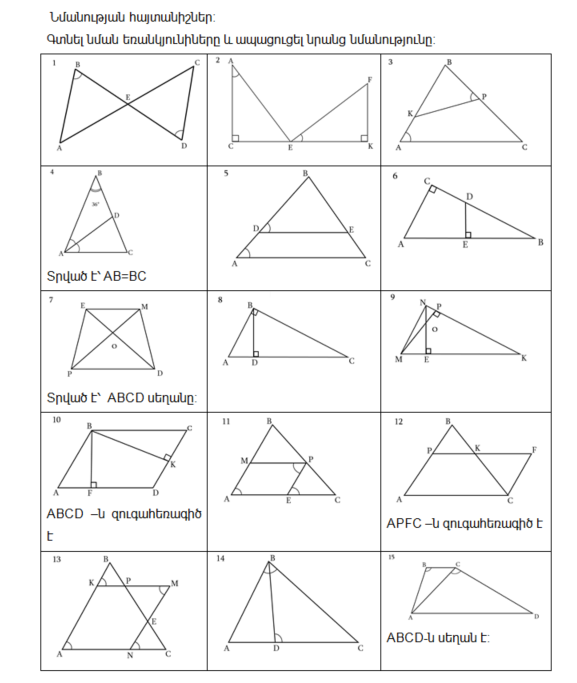 Նմանության հայտանիշներ:
Գտնել նման եռանկյունիները և ապացուցել նրանց նմանությունը:
1
B
C
E
A
D
2
A
F
C
E
K
3
B
P
K
A
C
4
B
36°
D
A
C
Տրված է՝ AB=BC
5
B
D
E
A
C
6
C
D
A
E
B
7
E
M
O
P
D
Տրված է՝ ABCD սեղանը:
8
B
A
D
C
9
N
P
O
M
E
K
10
B
C
K
A
F
D
ABCD –ն զուգահեռագիծ
է
11
B
M
P
A
E
C
12
B
P
K
F
A
C
APFC –ն զուգահեռագիծ է
13
B
K
P
M
E
A
N
C
14
B
A
D
C
15
B
C
A
D
ABCD-ն սեղան է: